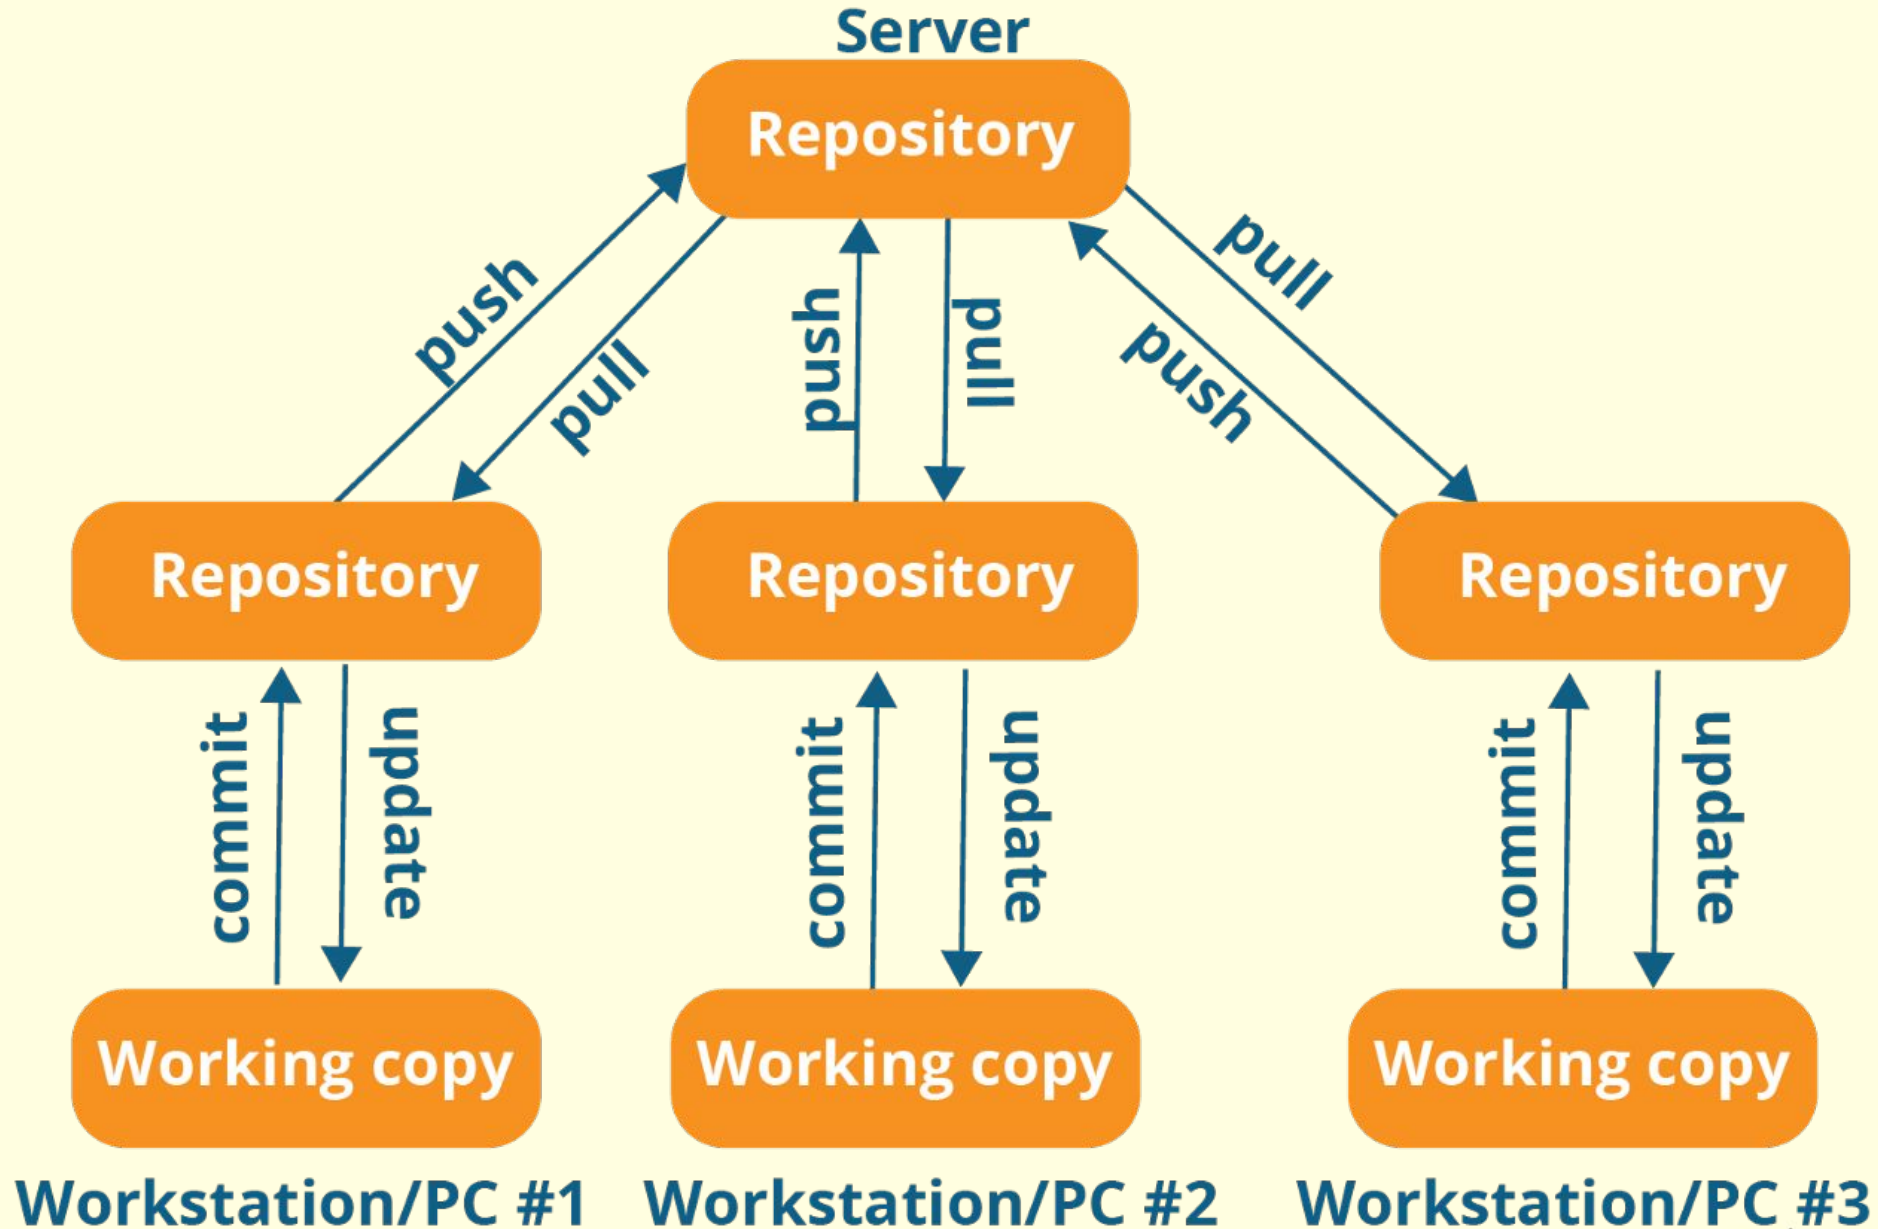 Server
Repository
push
pull
push
pull
push
pull
Repository
Repository
Repository
commit
update
commit
update
commit
update
Working copy
Working copy
Working copy
Workstation/PC #1
Workstation/PC #2
Workstation/PC #3